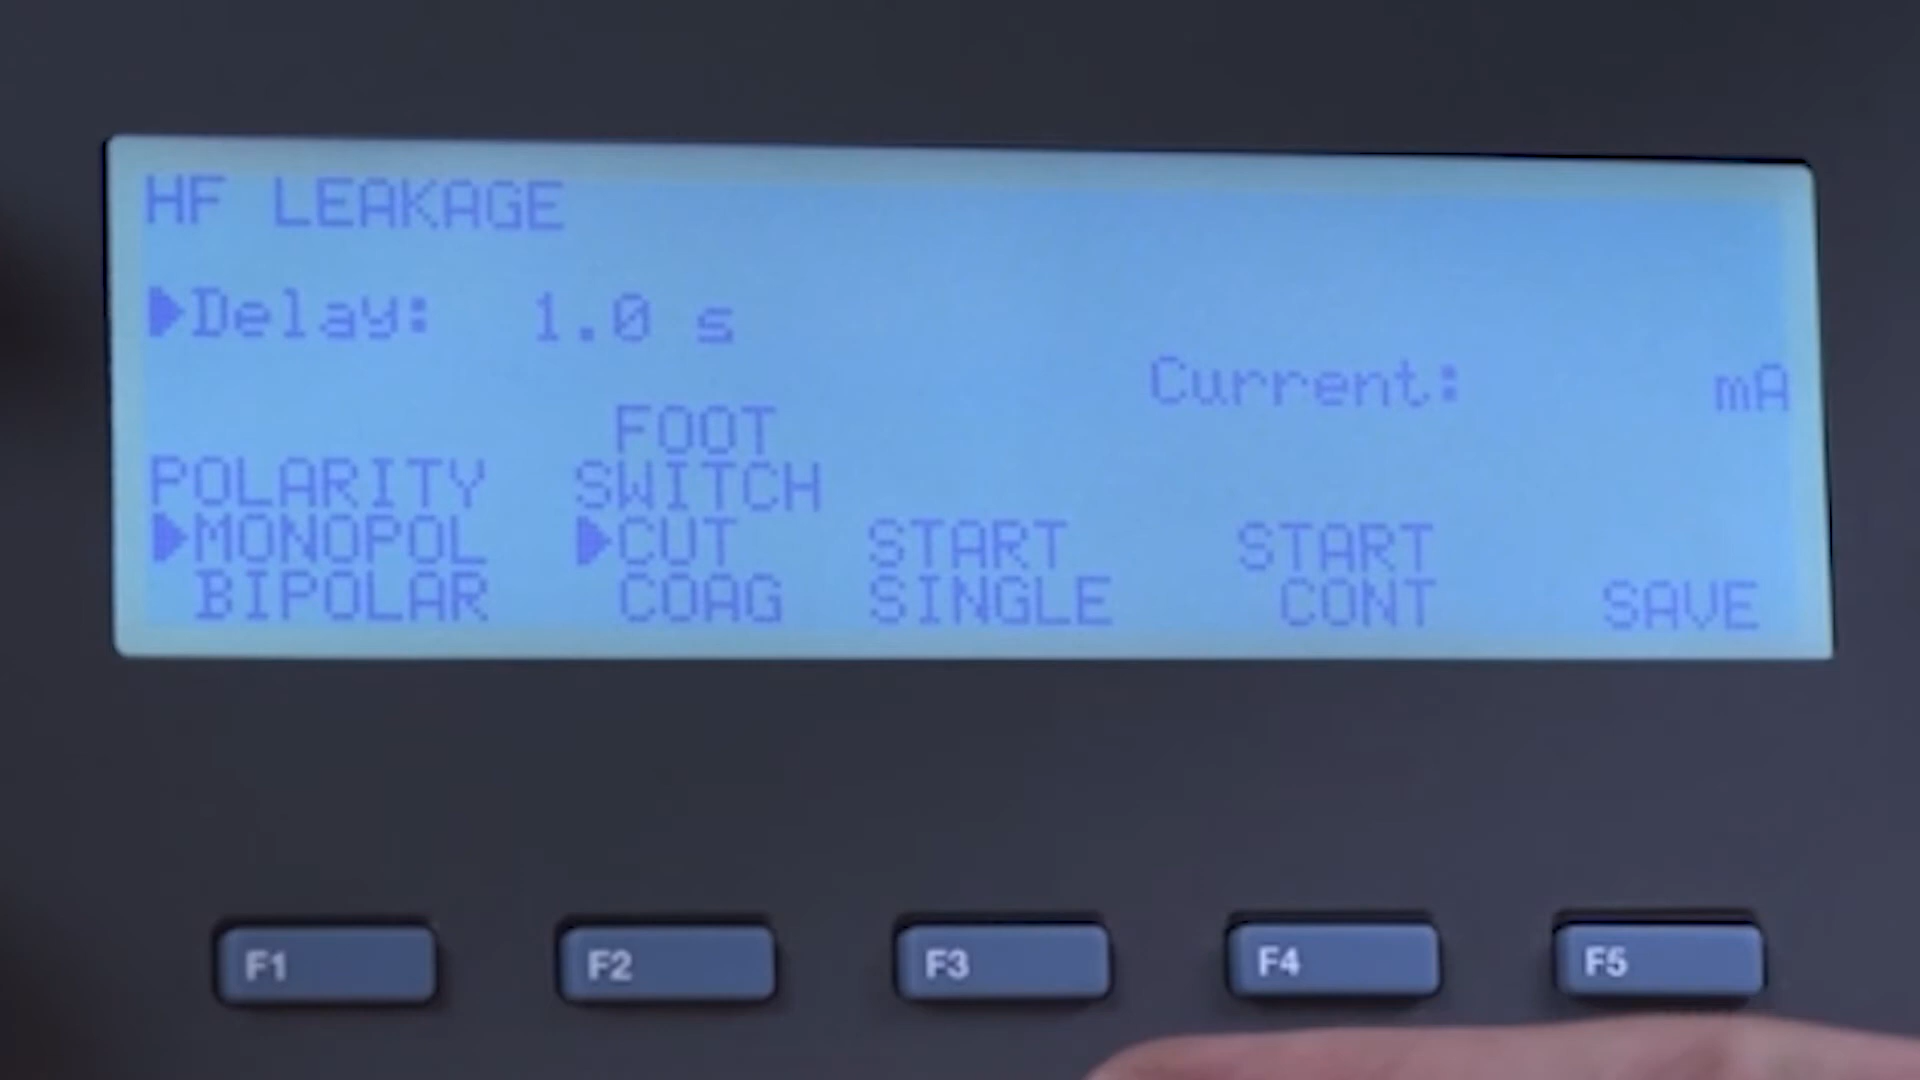 HF LEAKAGE
▶Delay: 1.0 s
Current: mA
FOOT
POLARITY SWITCH
▶MONOPOL ▶CUT START START
BIPOLAR COAG SINGLE CONT SAVE
F1 F2 F3 F4 F5